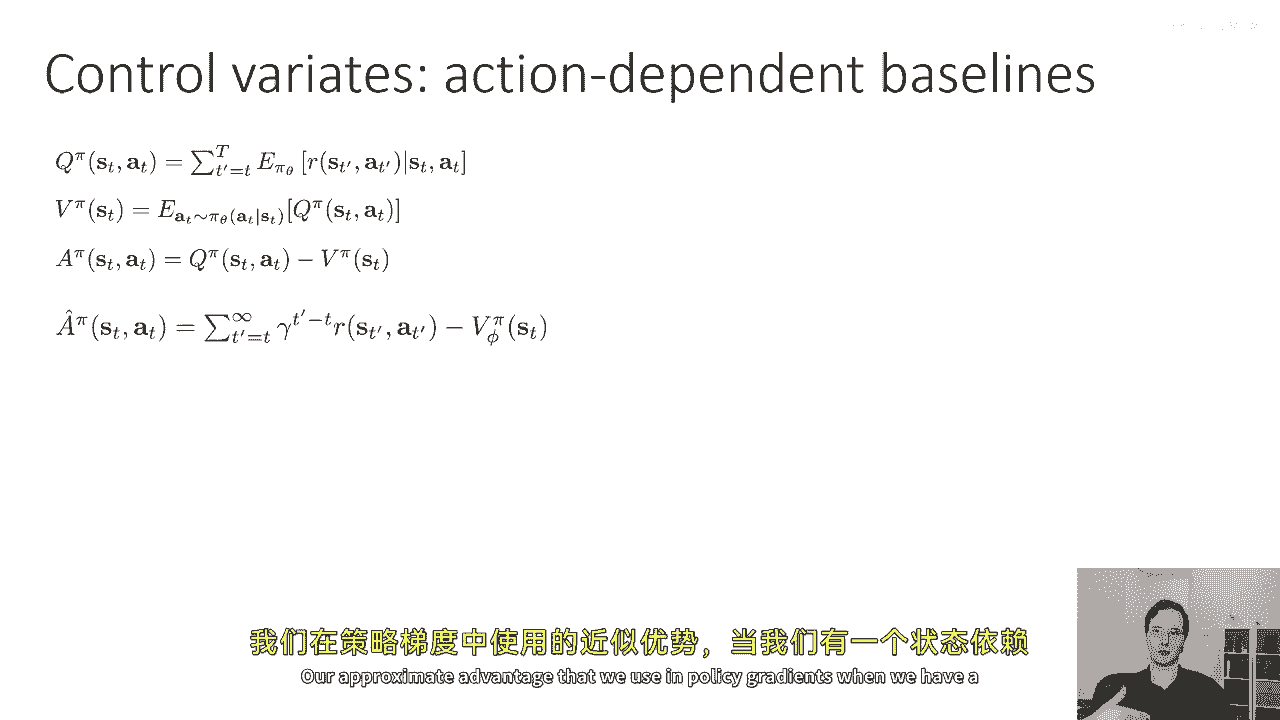 Control variates: action-dependent baselines
$Q^{\pi}(\mathbf{s}_t, \mathbf{a}_t) = \sum_{t'=t}^{T} E_{\pi_\theta}\left[r(\mathbf{s}_{t'}, \mathbf{a}_{t'})|\mathbf{s}_t, \mathbf{a}_t\right]$
$V^{\pi}(\mathbf{s}_t) = E_{\mathbf{a}_t \sim \pi_\theta(\mathbf{a}_t|\mathbf{s}_t)}[Q^{\pi}(\mathbf{s}_t, \mathbf{a}_t)]$
$A^{\pi}(\mathbf{s}_t, \mathbf{a}_t) = Q^{\pi}(\mathbf{s}_t, \mathbf{a}_t) - V^{\pi}(\mathbf{s}_t)$
$\hat{A}^{\pi}(\mathbf{s}_t, \mathbf{a}_t) = \sum_{t'=t}^{\infty} \gamma^{t'-t} r(\mathbf{s}_{t'}, \mathbf{a}_{t'}) - V_{\phi}^{\pi}(\mathbf{s}_t)$
我们在策略梯度中使用的近似优势，当我们有一个状态依赖
Our approximate advantage that we use in policy gradients when we have a